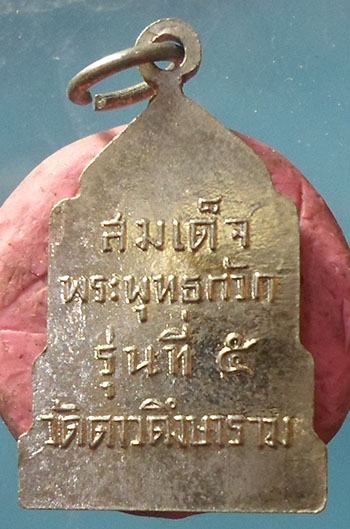 สมเด็จ
พระพุทธกวัก
รุ่นที่ ๕
วัดดาวดึงษาราม